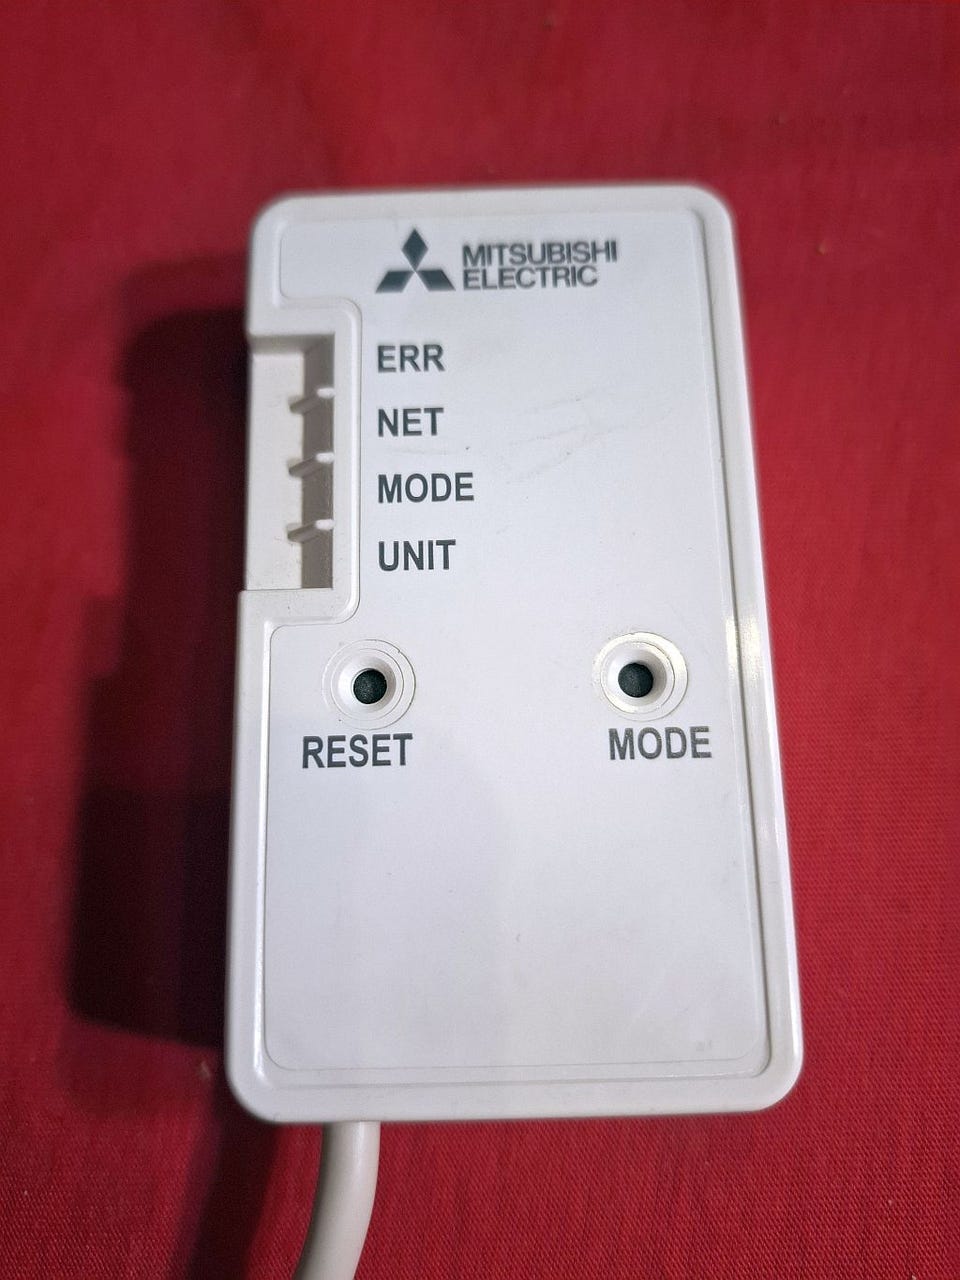 MITSUBISHI
ELECTRIC
ERR
NET
MODE
UNIT
RESET
MODE